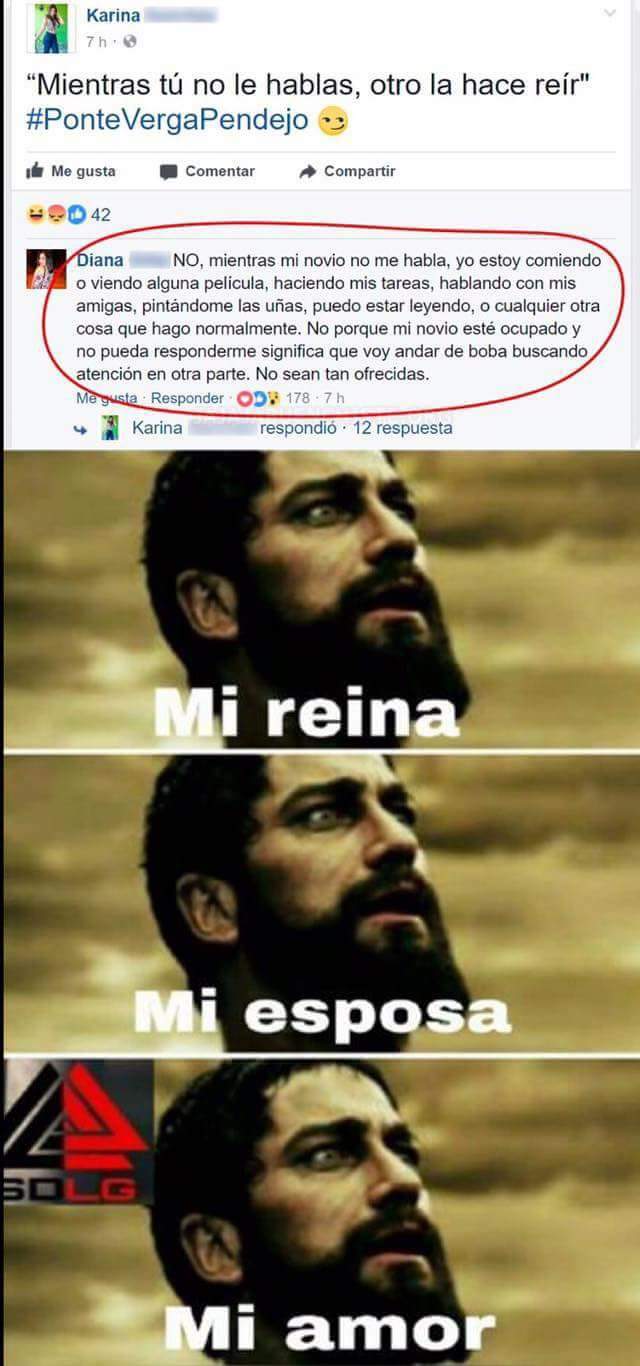 Karina
7 h ·
“Mientras tú no le hablas, otro la hace reír"
#PonteVergaPendejo
Me gusta Comentar Compartir
42
Diana NO, mientras mi novio no me habla, yo estoy comiendo
o viendo alguna película, haciendo mis tareas, hablando con mis
amigas, pintándome las uñas, puedo estar leyendo, o cualquier otra
cosa que hago normalmente. No porque mi novio esté ocupado y
no pueda responderme significa que voy andar de boba buscando
atención en otra parte. No sean tan ofrecidas.
Me gusta · Responder · 178 · 7 h
Karina respondió · 12 respuesta
Mi reina
Mi esposa
SDLG
Mi amor